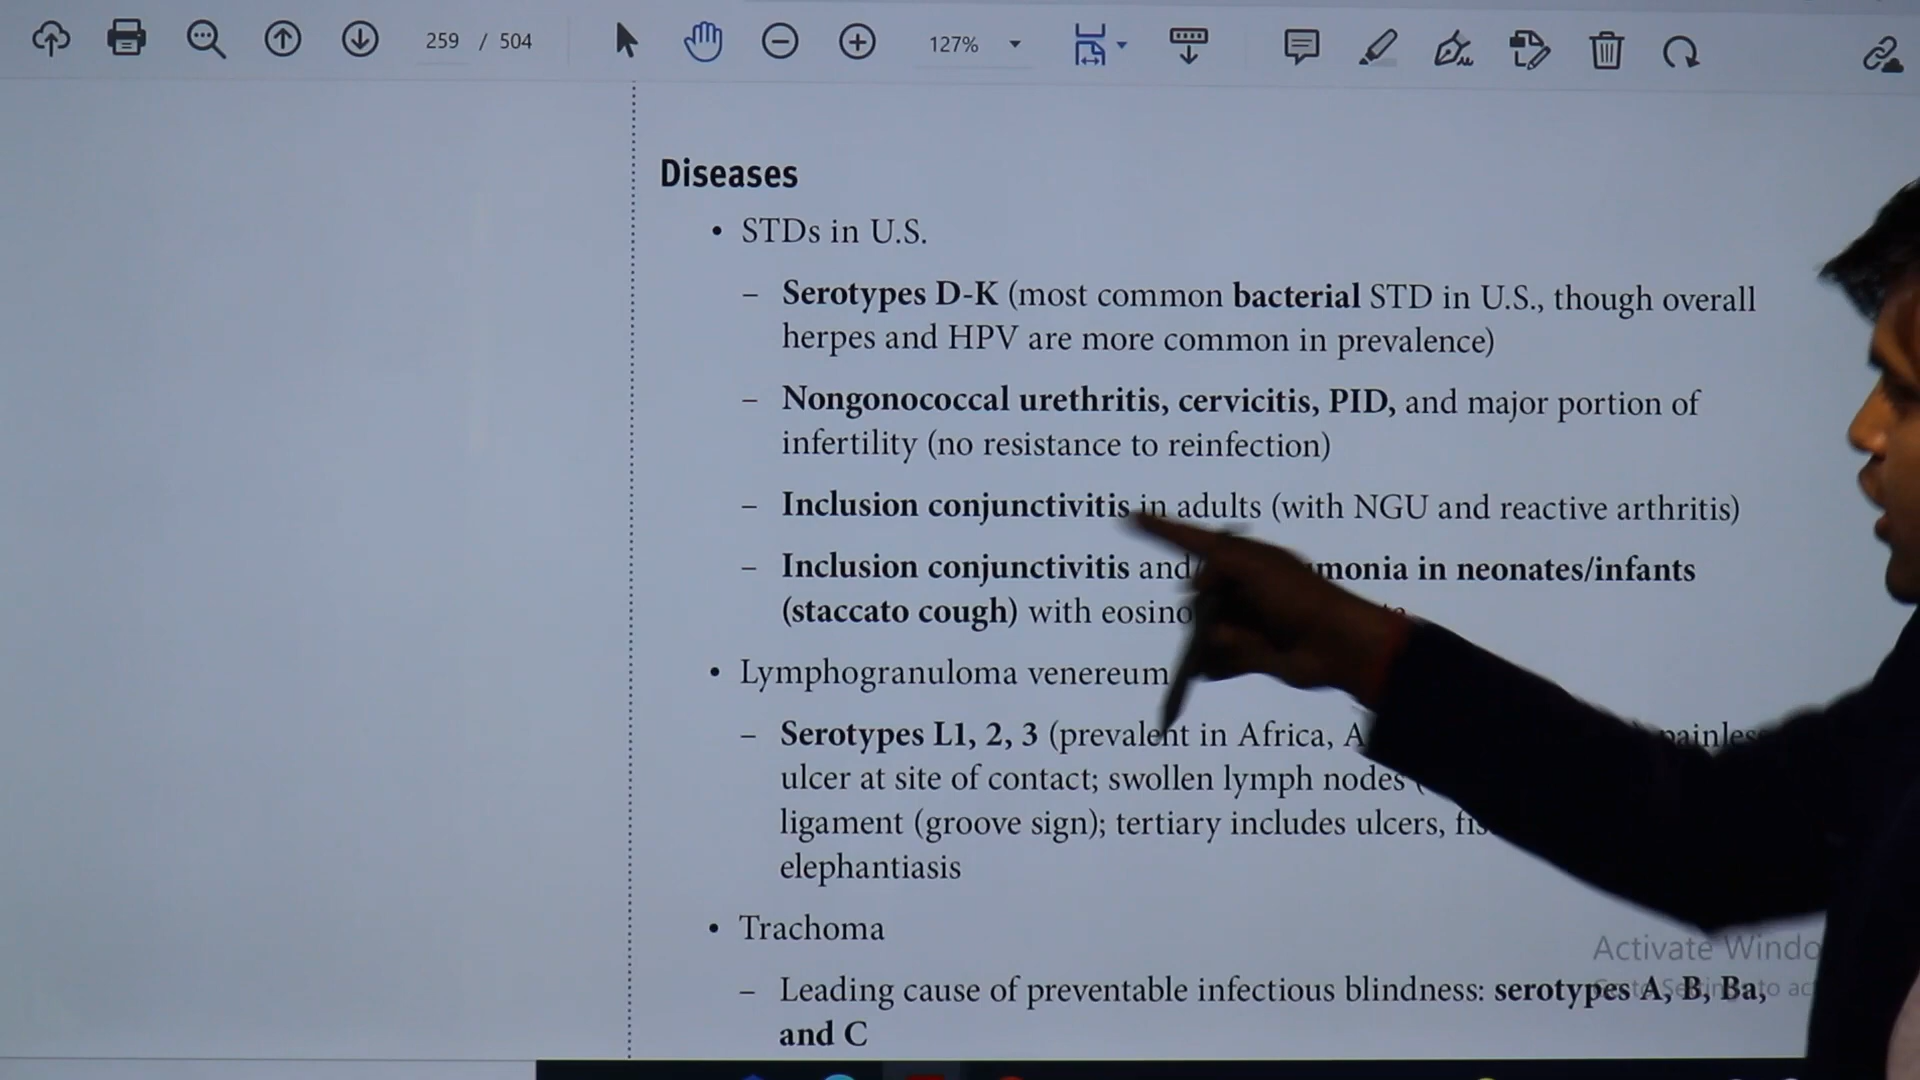 259 / 504
127%
Diseases
• STDs in U.S.
– Serotypes D-K (most common bacterial STD in U.S., though overall
herpes and HPV are more common in prevalence)
– Nongonococcal urethritis, cervicitis, PID, and major portion of
infertility (no resistance to reinfection)
– Inclusion conjunctivitis in adults (with NGU and reactive arthritis)
– Inclusion conjunctivitis and/ monia in neonates/infants
(staccato cough) with eosino
• Lymphogranuloma venereum
– Serotypes L1, 2, 3 (prevalent in Africa, A painless
ulcer at site of contact; swollen lymph nodes (
ligament (groove sign); tertiary includes ulcers, fis
elephantiasis
• Trachoma
Activate Windo
– Leading cause of preventable infectious blindness: serotypes A, B, Ba,
and C